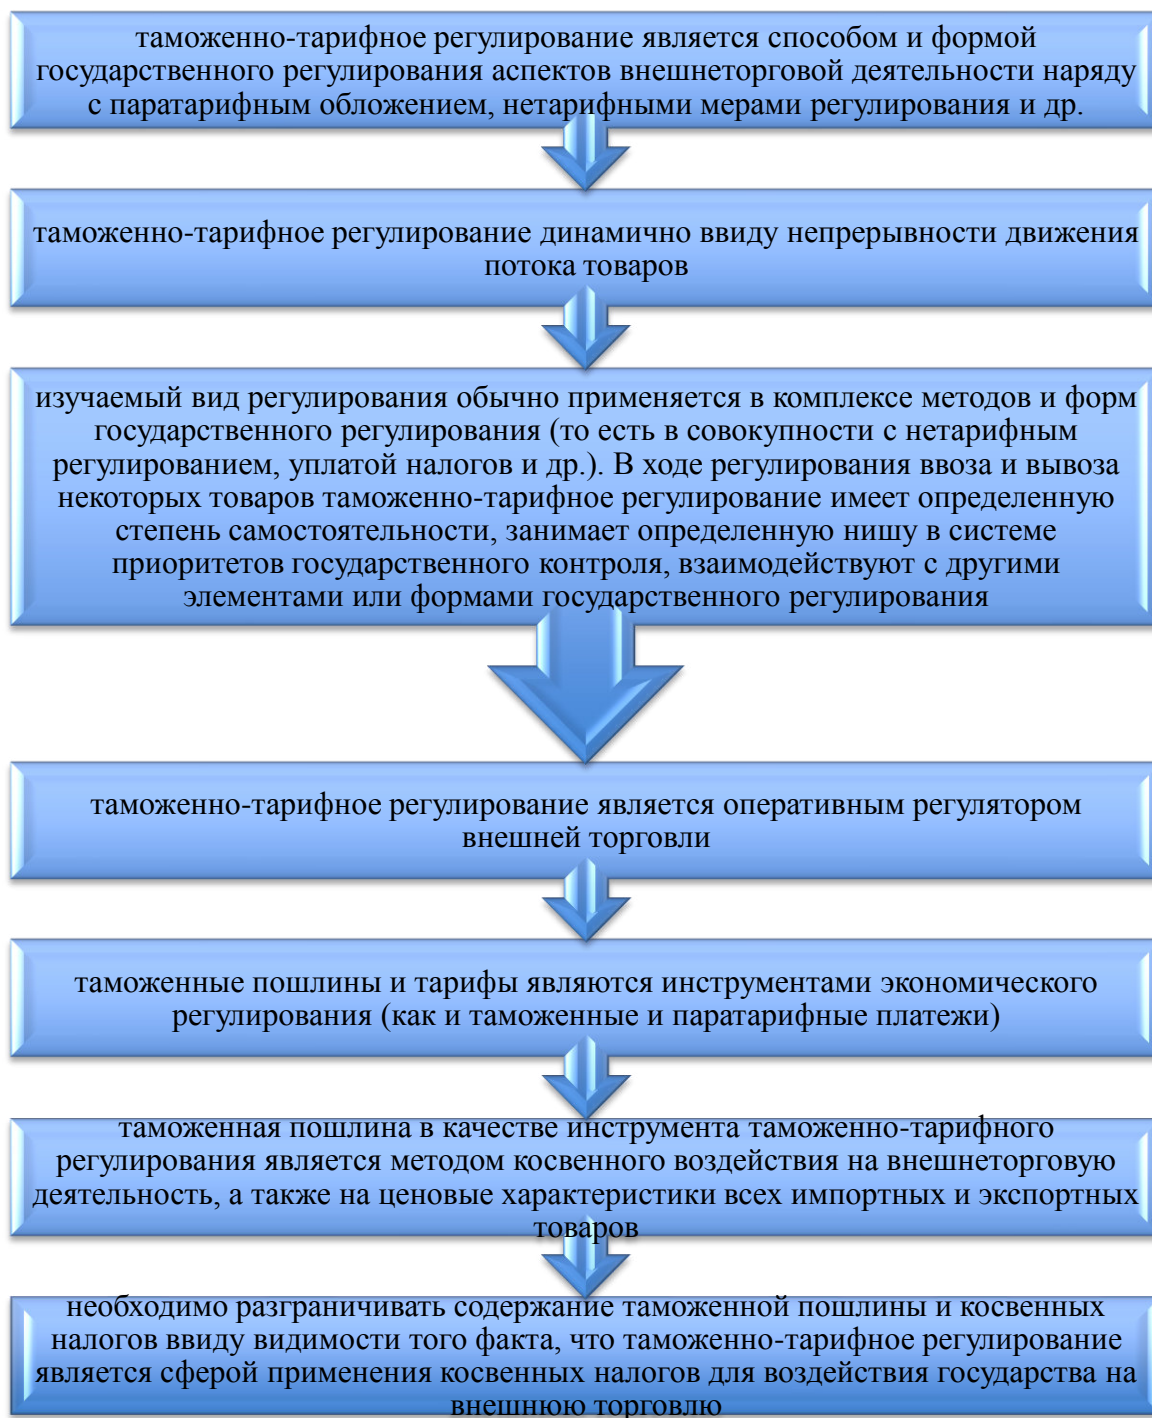 таможенно-тарифное регулирование является способом и формой
государственного регулирования аспектов внешнеторговой деятельности наряду
с паратарифным обложением, нетарифными мерами регулирования и др.
таможенно-тарифное регулирование динамично ввиду непрерывности движения
потока товаров
изучаемый вид регулирования обычно применяется в комплексе методов и форм
государственного регулирования (то есть в совокупности с нетарифным
регулированием, уплатой налогов и др.). В ходе регулирования ввоза и вывоза
некоторых товаров таможенно-тарифное регулирование имеет определенную
степень самостоятельности, занимает определенную нишу в системе
приоритетов государственного контроля, взаимодействуют с другими
элементами или формами государственного регулирования
таможенно-тарифное регулирование является оперативным регулятором
внешней торговли
таможенные пошлины и тарифы являются инструментами экономического
регулирования (как и таможенные и паратарифные платежи)
таможенная пошлина в качестве инструмента таможенно-тарифного
регулирования является методом косвенного воздействия на внешнеторговую
деятельность, а также на ценовые характеристики всех импортных и экспортных
товаров
необходимо разграничивать содержание таможенной пошлины и косвенных
налогов ввиду видимости того факта, что таможенно-тарифное регулирование
является сферой применения косвенных налогов для воздействия государства на
внешнюю торговлю